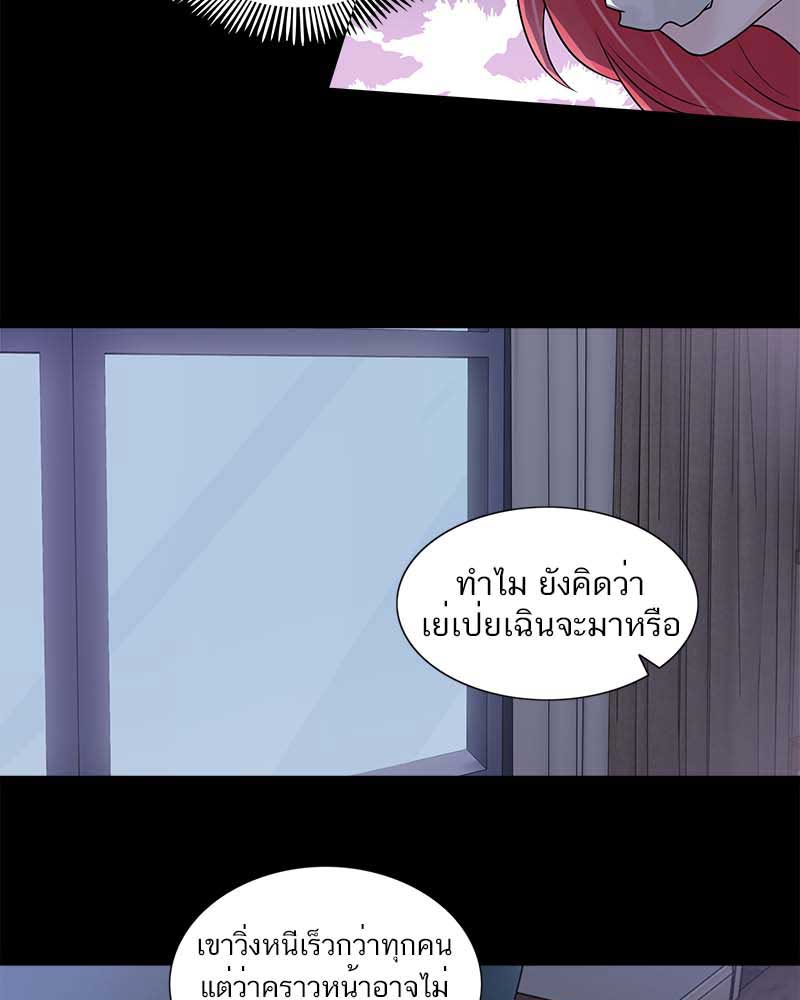 ทำไม ยังคิดว่า
เย่เป่ยเฉินจะมาหรือ
เขาวิ่งหนีเร็วกว่าทุกคน
แต่ว่าคราวหน้าอาจไม่